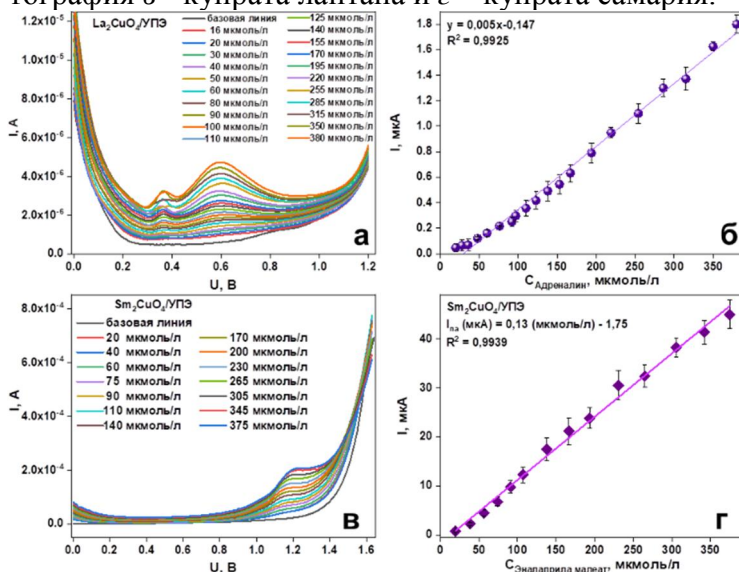 тография б – купрата лантана и г – купрата самария.
La₂CuO₄/УПЭ
базовая линия
16 мкмоль/л
20 мкмоль/л
30 мкмоль/л
40 мкмоль/л
50 мкмоль/л
60 мкмоль/л
80 мкмоль/л
90 мкмоль/л
100 мкмоль/л
110 мкмоль/л
125 мкмоль/л
140 мкмоль/л
155 мкмоль/л
170 мкмоль/л
195 мкмоль/л
220 мкмоль/л
255 мкмоль/л
285 мкмоль/л
315 мкмоль/л
350 мкмоль/л
380 мкмоль/л
I, A
1.2x10⁻⁵
1.0x10⁻⁵
8.0x10⁻⁶
6.0x10⁻⁶
4.0x10⁻⁶
2.0x10⁻⁶
0.0
0.0 0.2 0.4 0.6 0.8 1.0 1.2
U, В
а
y = 0,005x-0,147
R² = 0,9925
I, мкА
1.8
1.6
1.4
1.2
1.0
0.8
0.6
0.4
0.2
0.0
0 50 100 150 200 250 300 350
C Адреналин, мкмоль/л
б
Sm₂CuO₄/УПЭ
базовая линия
20 мкмоль/л
40 мкмоль/л
60 мкмоль/л
75 мкмоль/л
90 мкмоль/л
110 мкмоль/л
140 мкмоль/л
170 мкмоль/л
200 мкмоль/л
230 мкмоль/л
265 мкмоль/л
305 мкмоль/л
345 мкмоль/л
375 мкмоль/л
I, A
8.0x10⁻⁴
6.0x10⁻⁴
4.0x10⁻⁴
2.0x10⁻⁴
0.0
0.0 0.2 0.4 0.6 0.8 1.0 1.2 1.4 1.6
U, В
в
Sm₂CuO₄/УПЭ
Iпа (мкА) = 0,13 (мкмоль/л) - 1,75
R² = 0,9939
I, мкА
40
20
0
0 50 100 150 200 250 300 350
C Эналаприла малеат, мкмоль/л
г